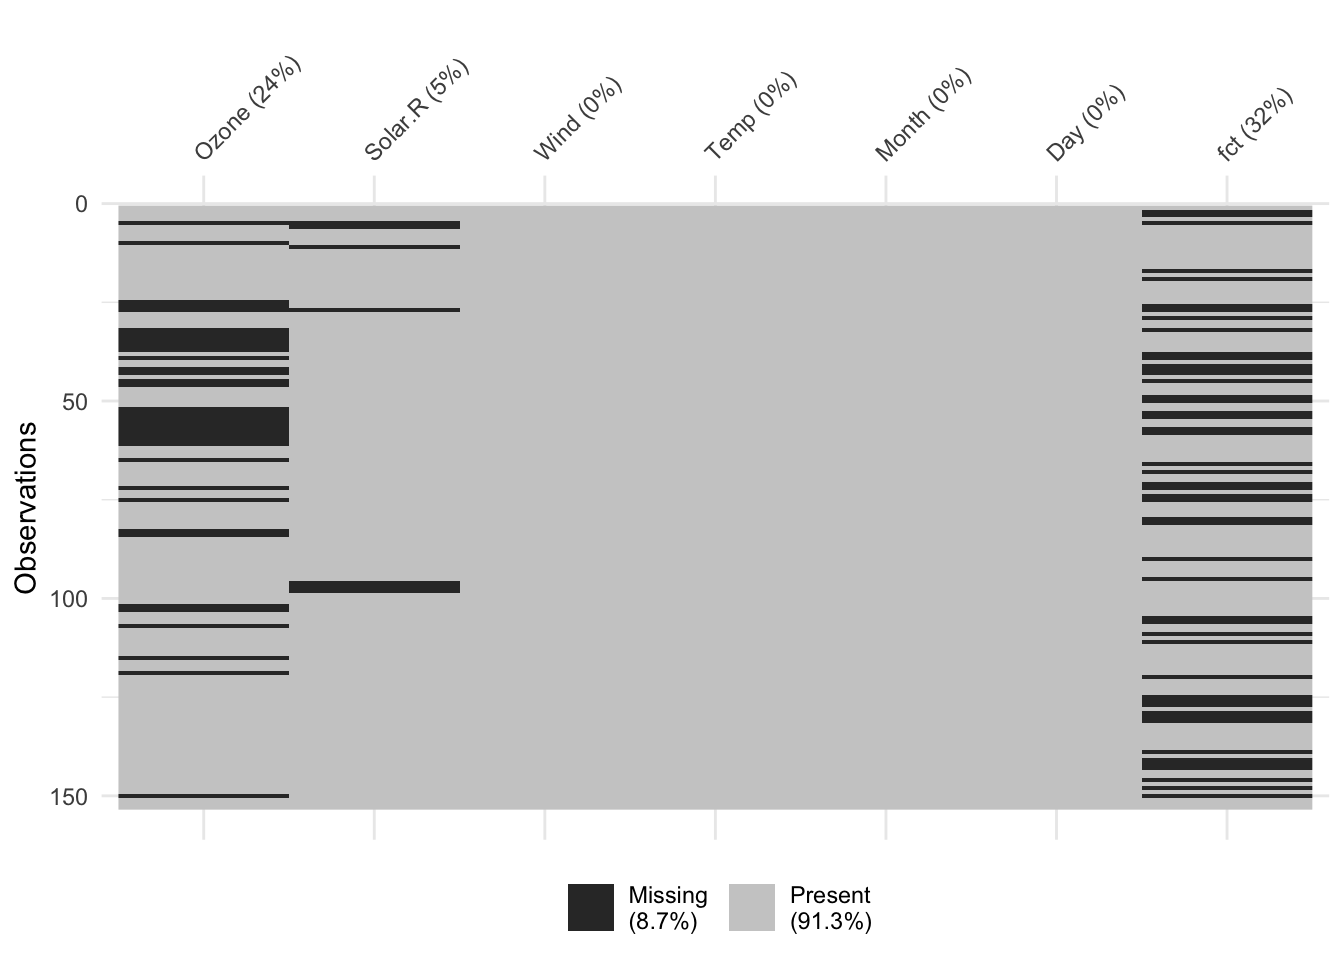 Ozone (24%)
Solar.R (5%)
Wind (0%)
Temp (0%)
Month (0%)
Day (0%)
fct (32%)
0
50
100
150
Observations
Missing
(8.7%)
Present
(91.3%)